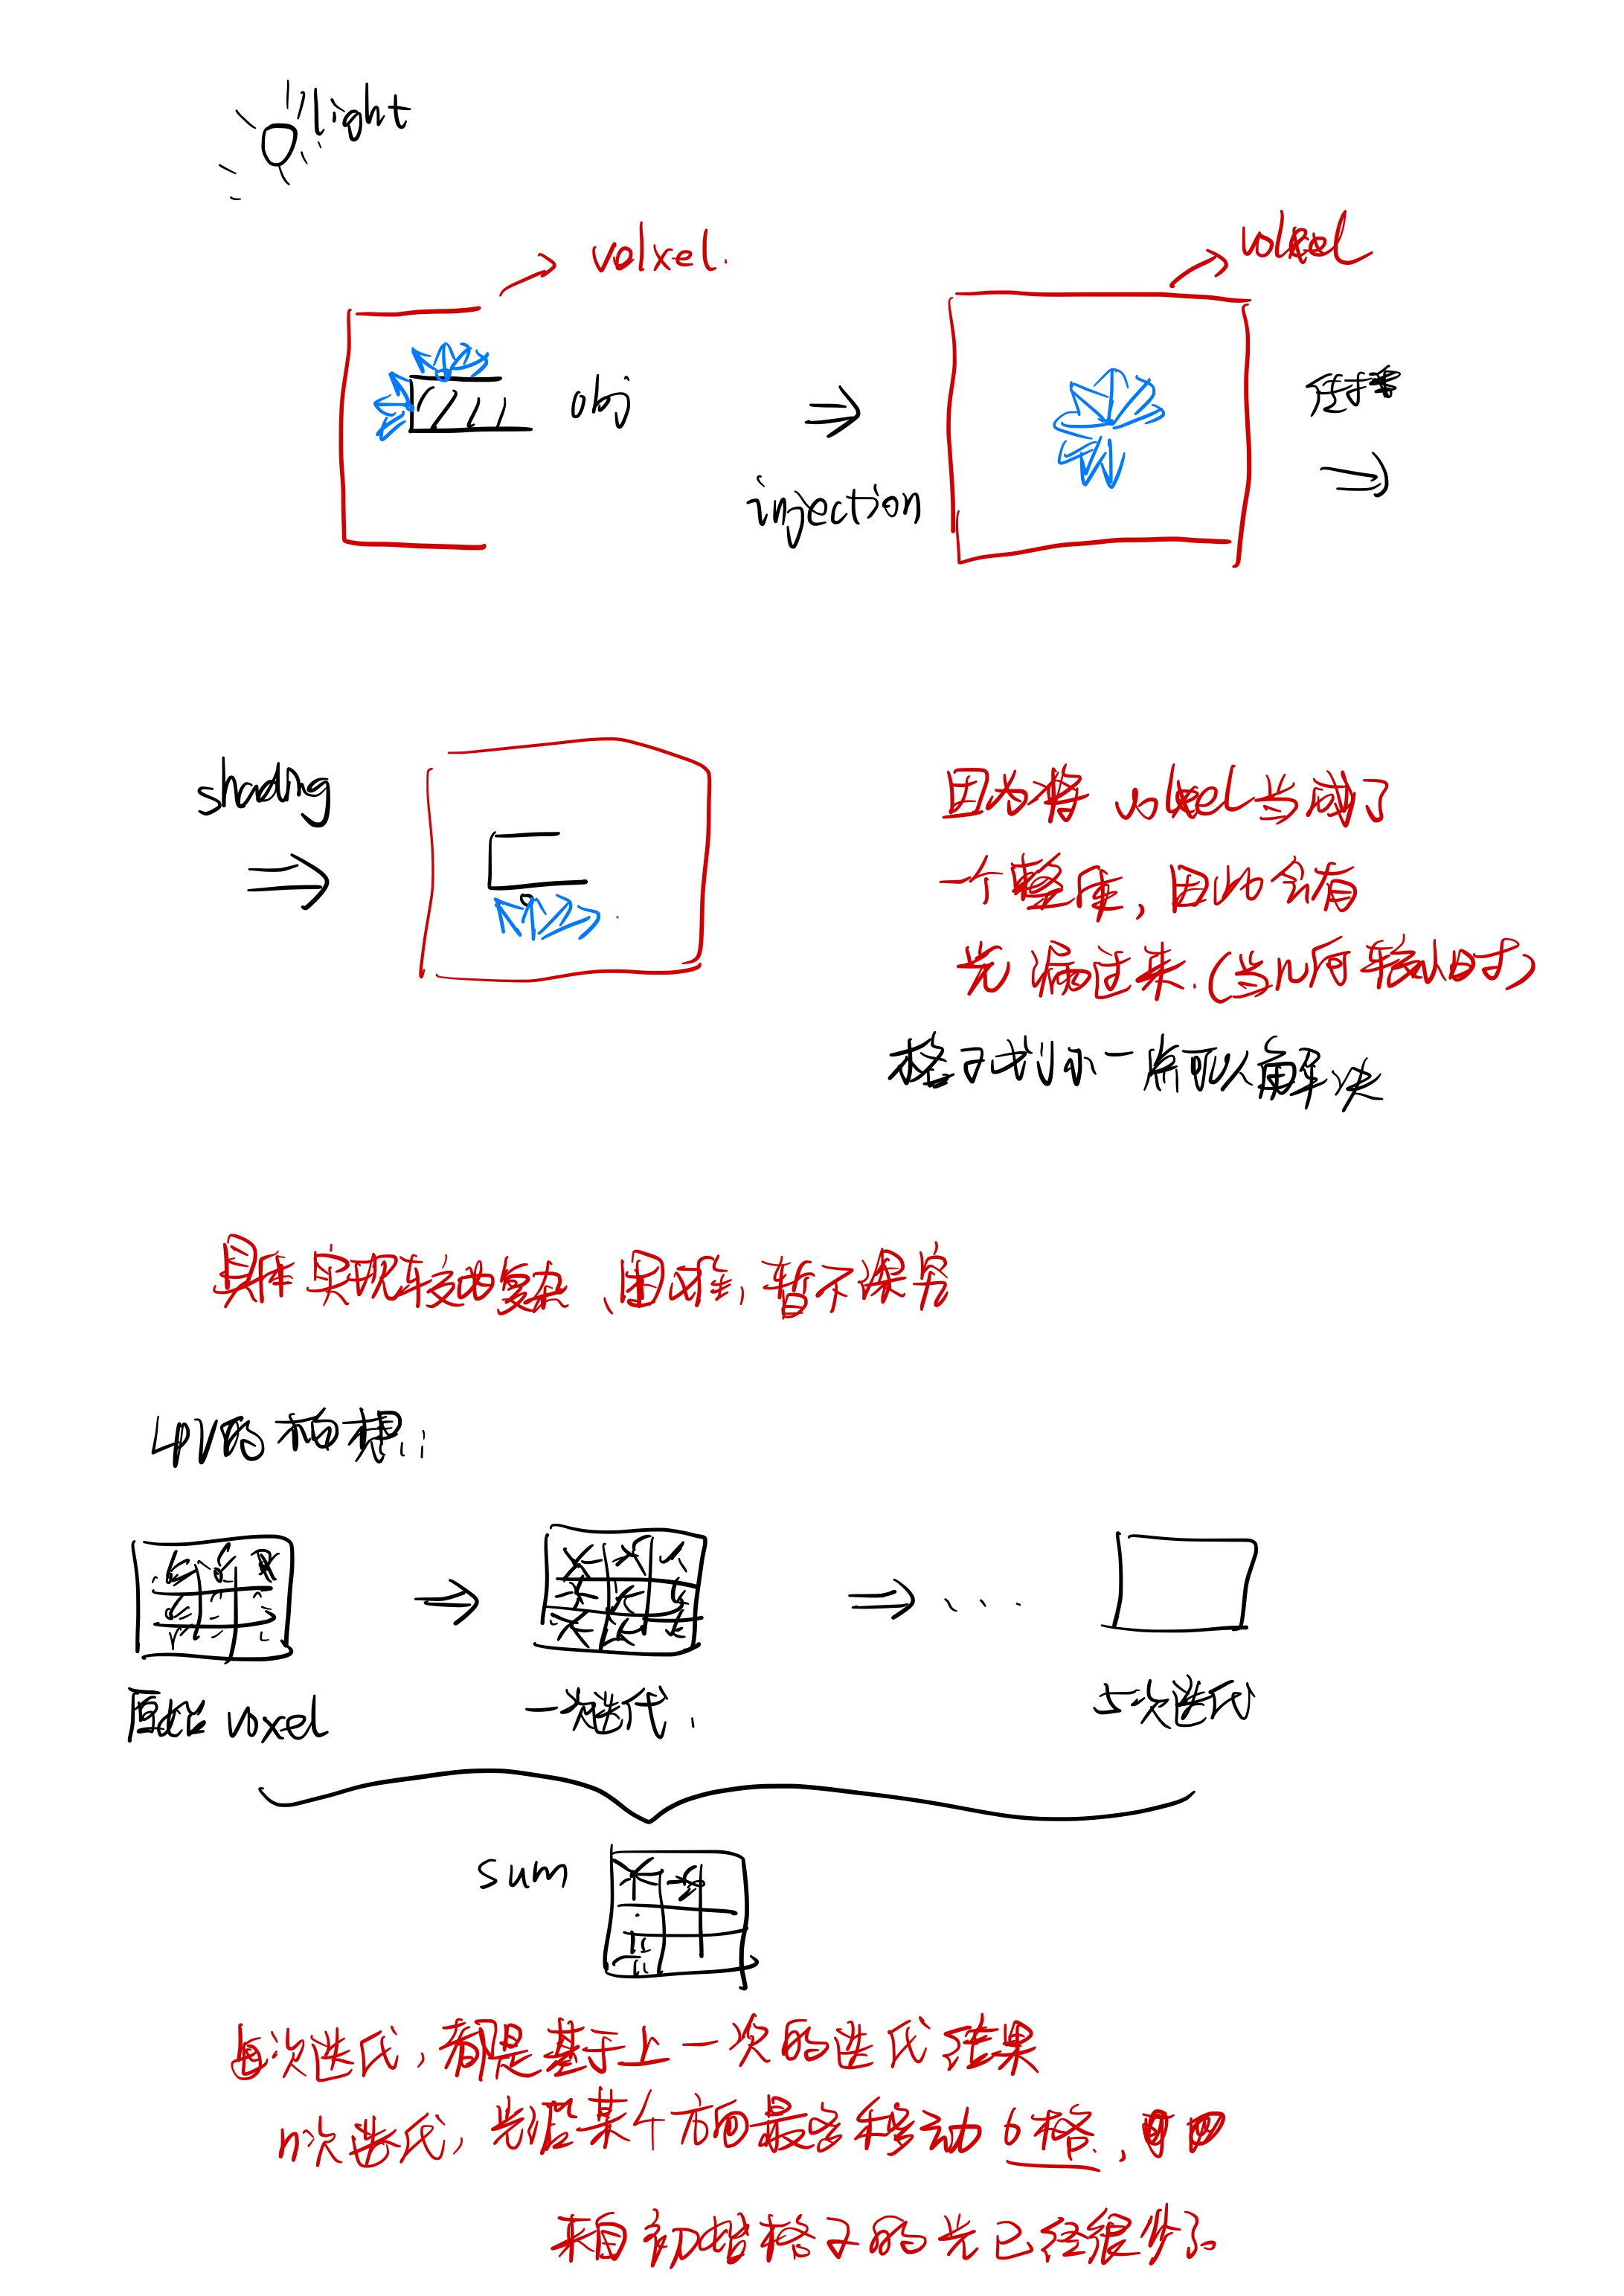 light
volxel.
volxel
obj
⇒
⇒
injection
传播
⇒
shading
⇒
因为将 volxel当成了
一个整体,因此会有
光漏过来.(当几何较小时)
格子划小一点可以解决
具体实现较为复杂、困难,暂不深究
LPV的构想:
⇒
⇒ ...
原始 voxel
一次迭代.
五次迭代
sum
每次迭代,都是基于上一次的迭代结果
n次迭代,光沿某个方向最多移动 n格,
来自初始格子的光已经很少了.